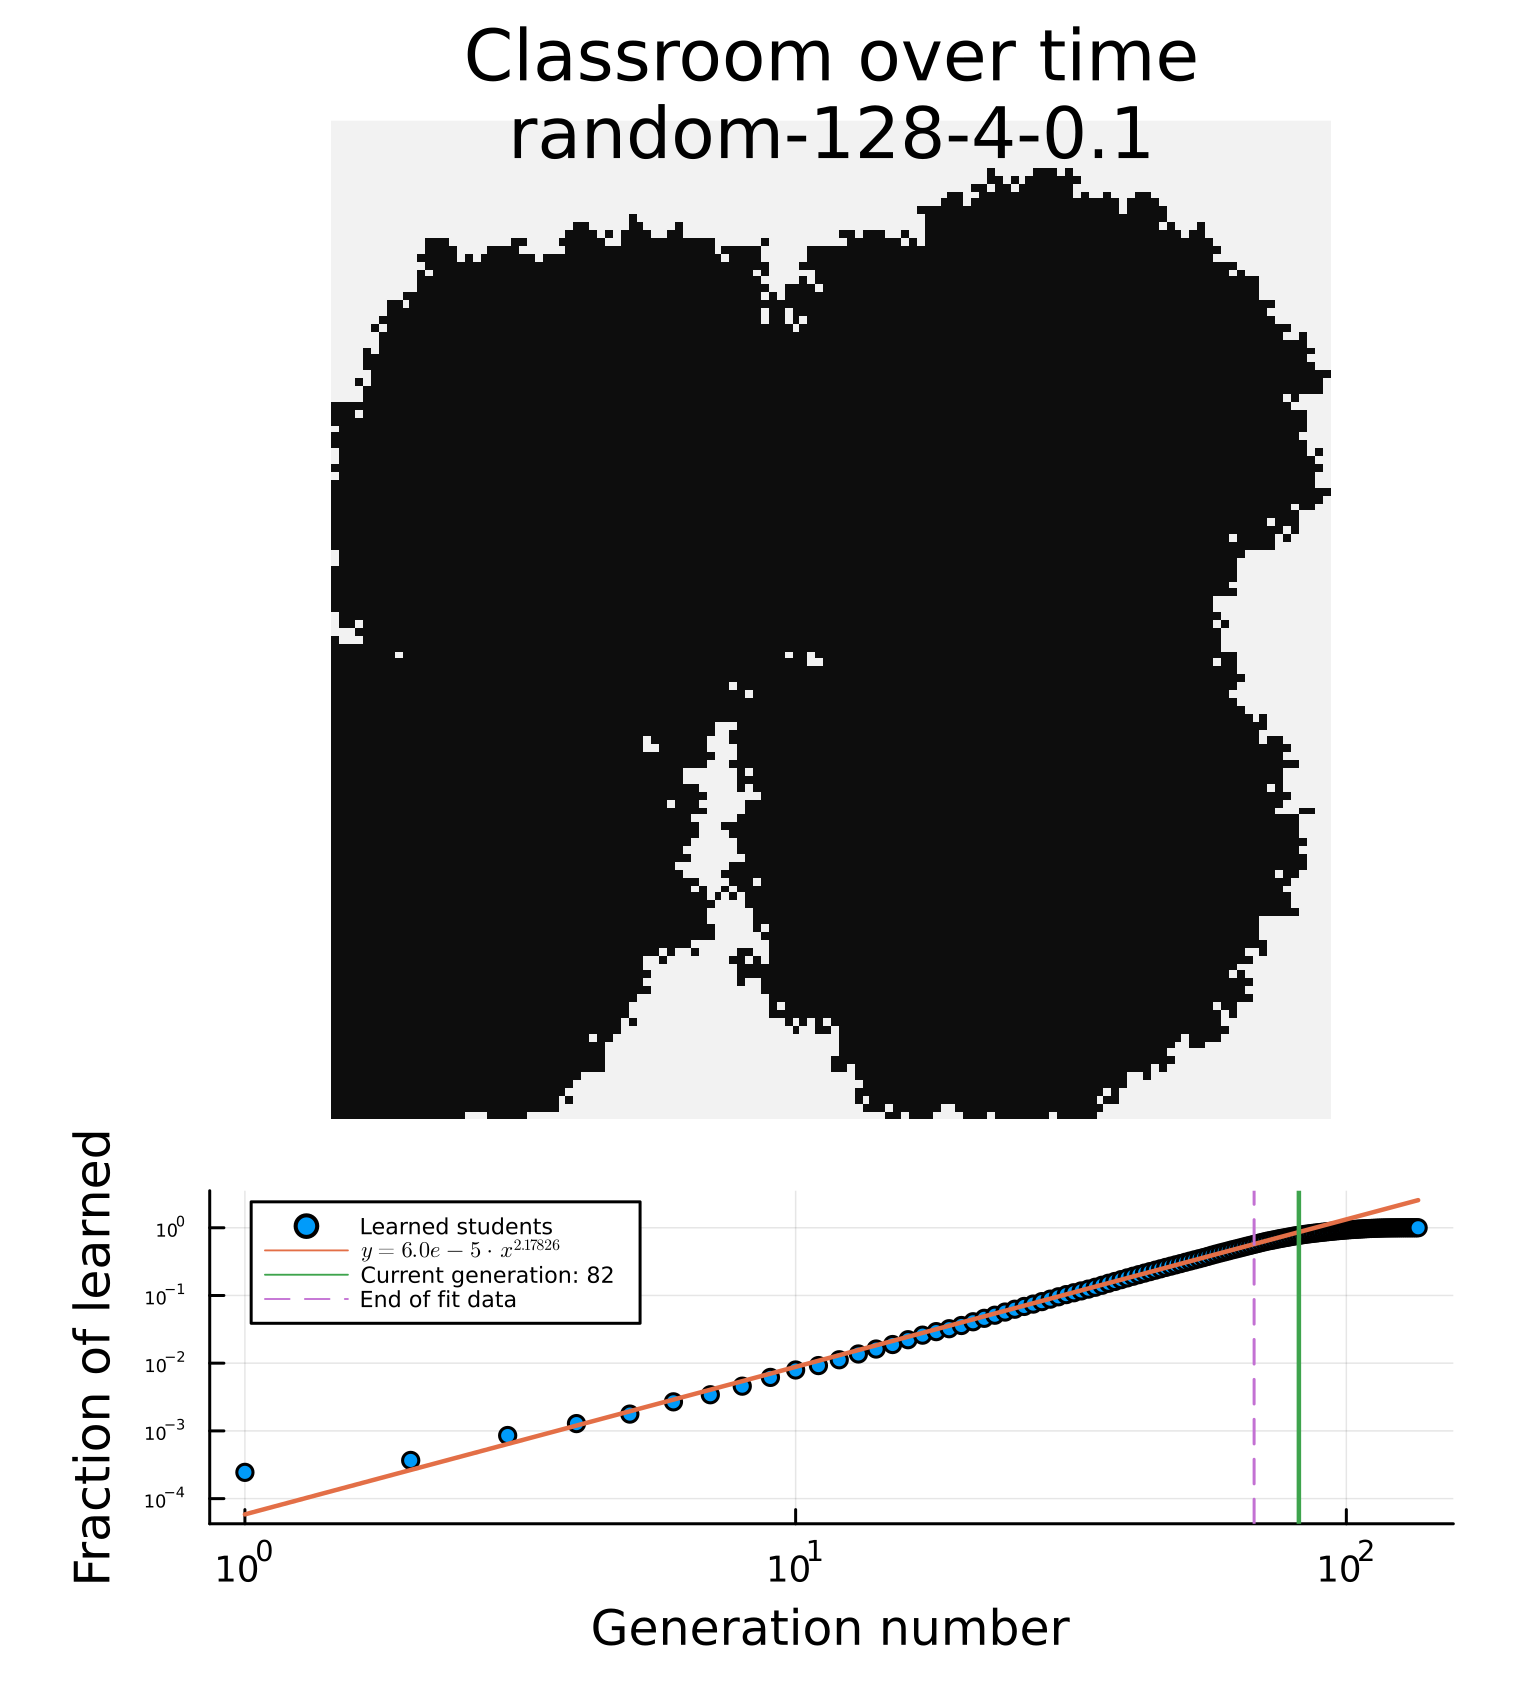 Classroom over time
random-128-4-0.1
Fraction of learned
10^0
10^-1
10^-2
10^-3
10^-4
Learned students
y = 6.0e − 5 · x^2.17826
Current generation: 82
End of fit data
10^0
10^1
10^2
Generation number